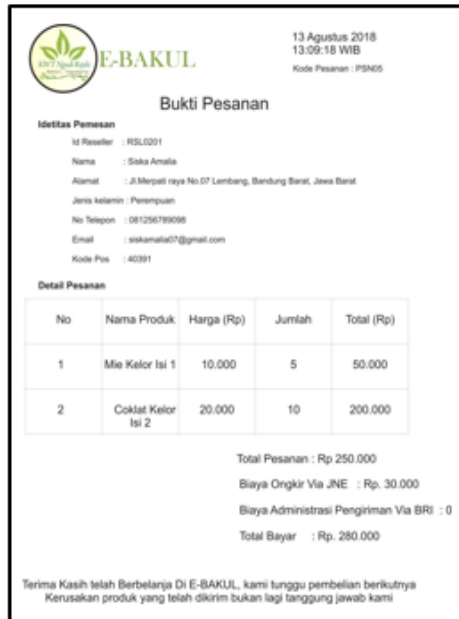 KWT Ngudi Rejeki
E-BAKUL
13 Agustus 2018
13:09:18 WIB
Kode Pesanan : PSN05
Bukti Pesanan
Idetitas Pemesan
Id Reseller : RSL0201
Nama : Siska Amalia
Alamat : Jl.Merpati raya No.07 Lembang, Bandung Barat, Jawa Barat
Jenis kelamin : Perempuan
No Telepon : 081256789098
Email : siskamalia07@gmail.com
Kode Pos : 40391
Detail Pesanan
No Nama Produk Harga (Rp) Jumlah Total (Rp)
1 Mie Kelor Isi 1 10.000 5 50.000
2 Coklat Kelor 20.000 10 200.000
Isi 2
Total Pesanan : Rp 250.000
Biaya Ongkir Via JNE : Rp. 30.000
Biaya Administrasi Pengiriman Via BRI : 0
Total Bayar : Rp. 280.000
Terima Kasih telah Berbelanja Di E-BAKUL, kami tunggu pembelian berikutnya
Kerusakan produk yang telah dikirim bukan lagi tanggung jawab kami